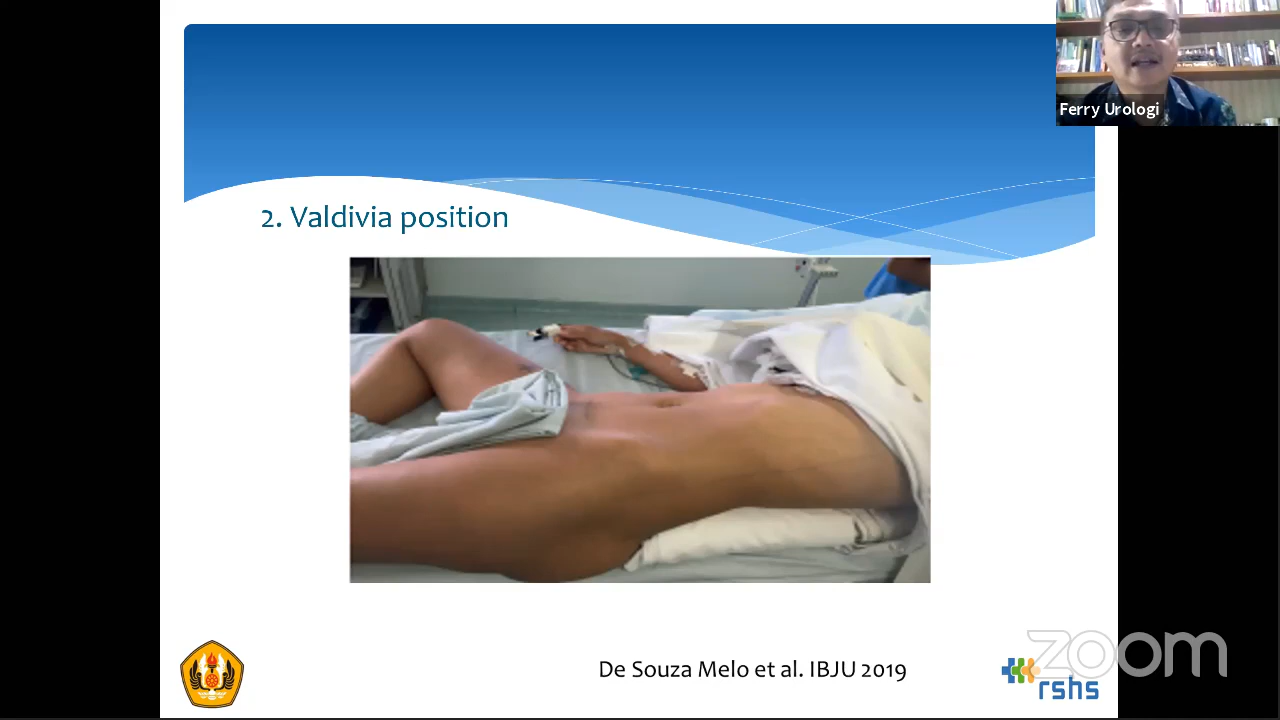 Ferry Urologi
2. Valdivia position
De Souza Melo et al. IBJU 2019
rshs
zoom